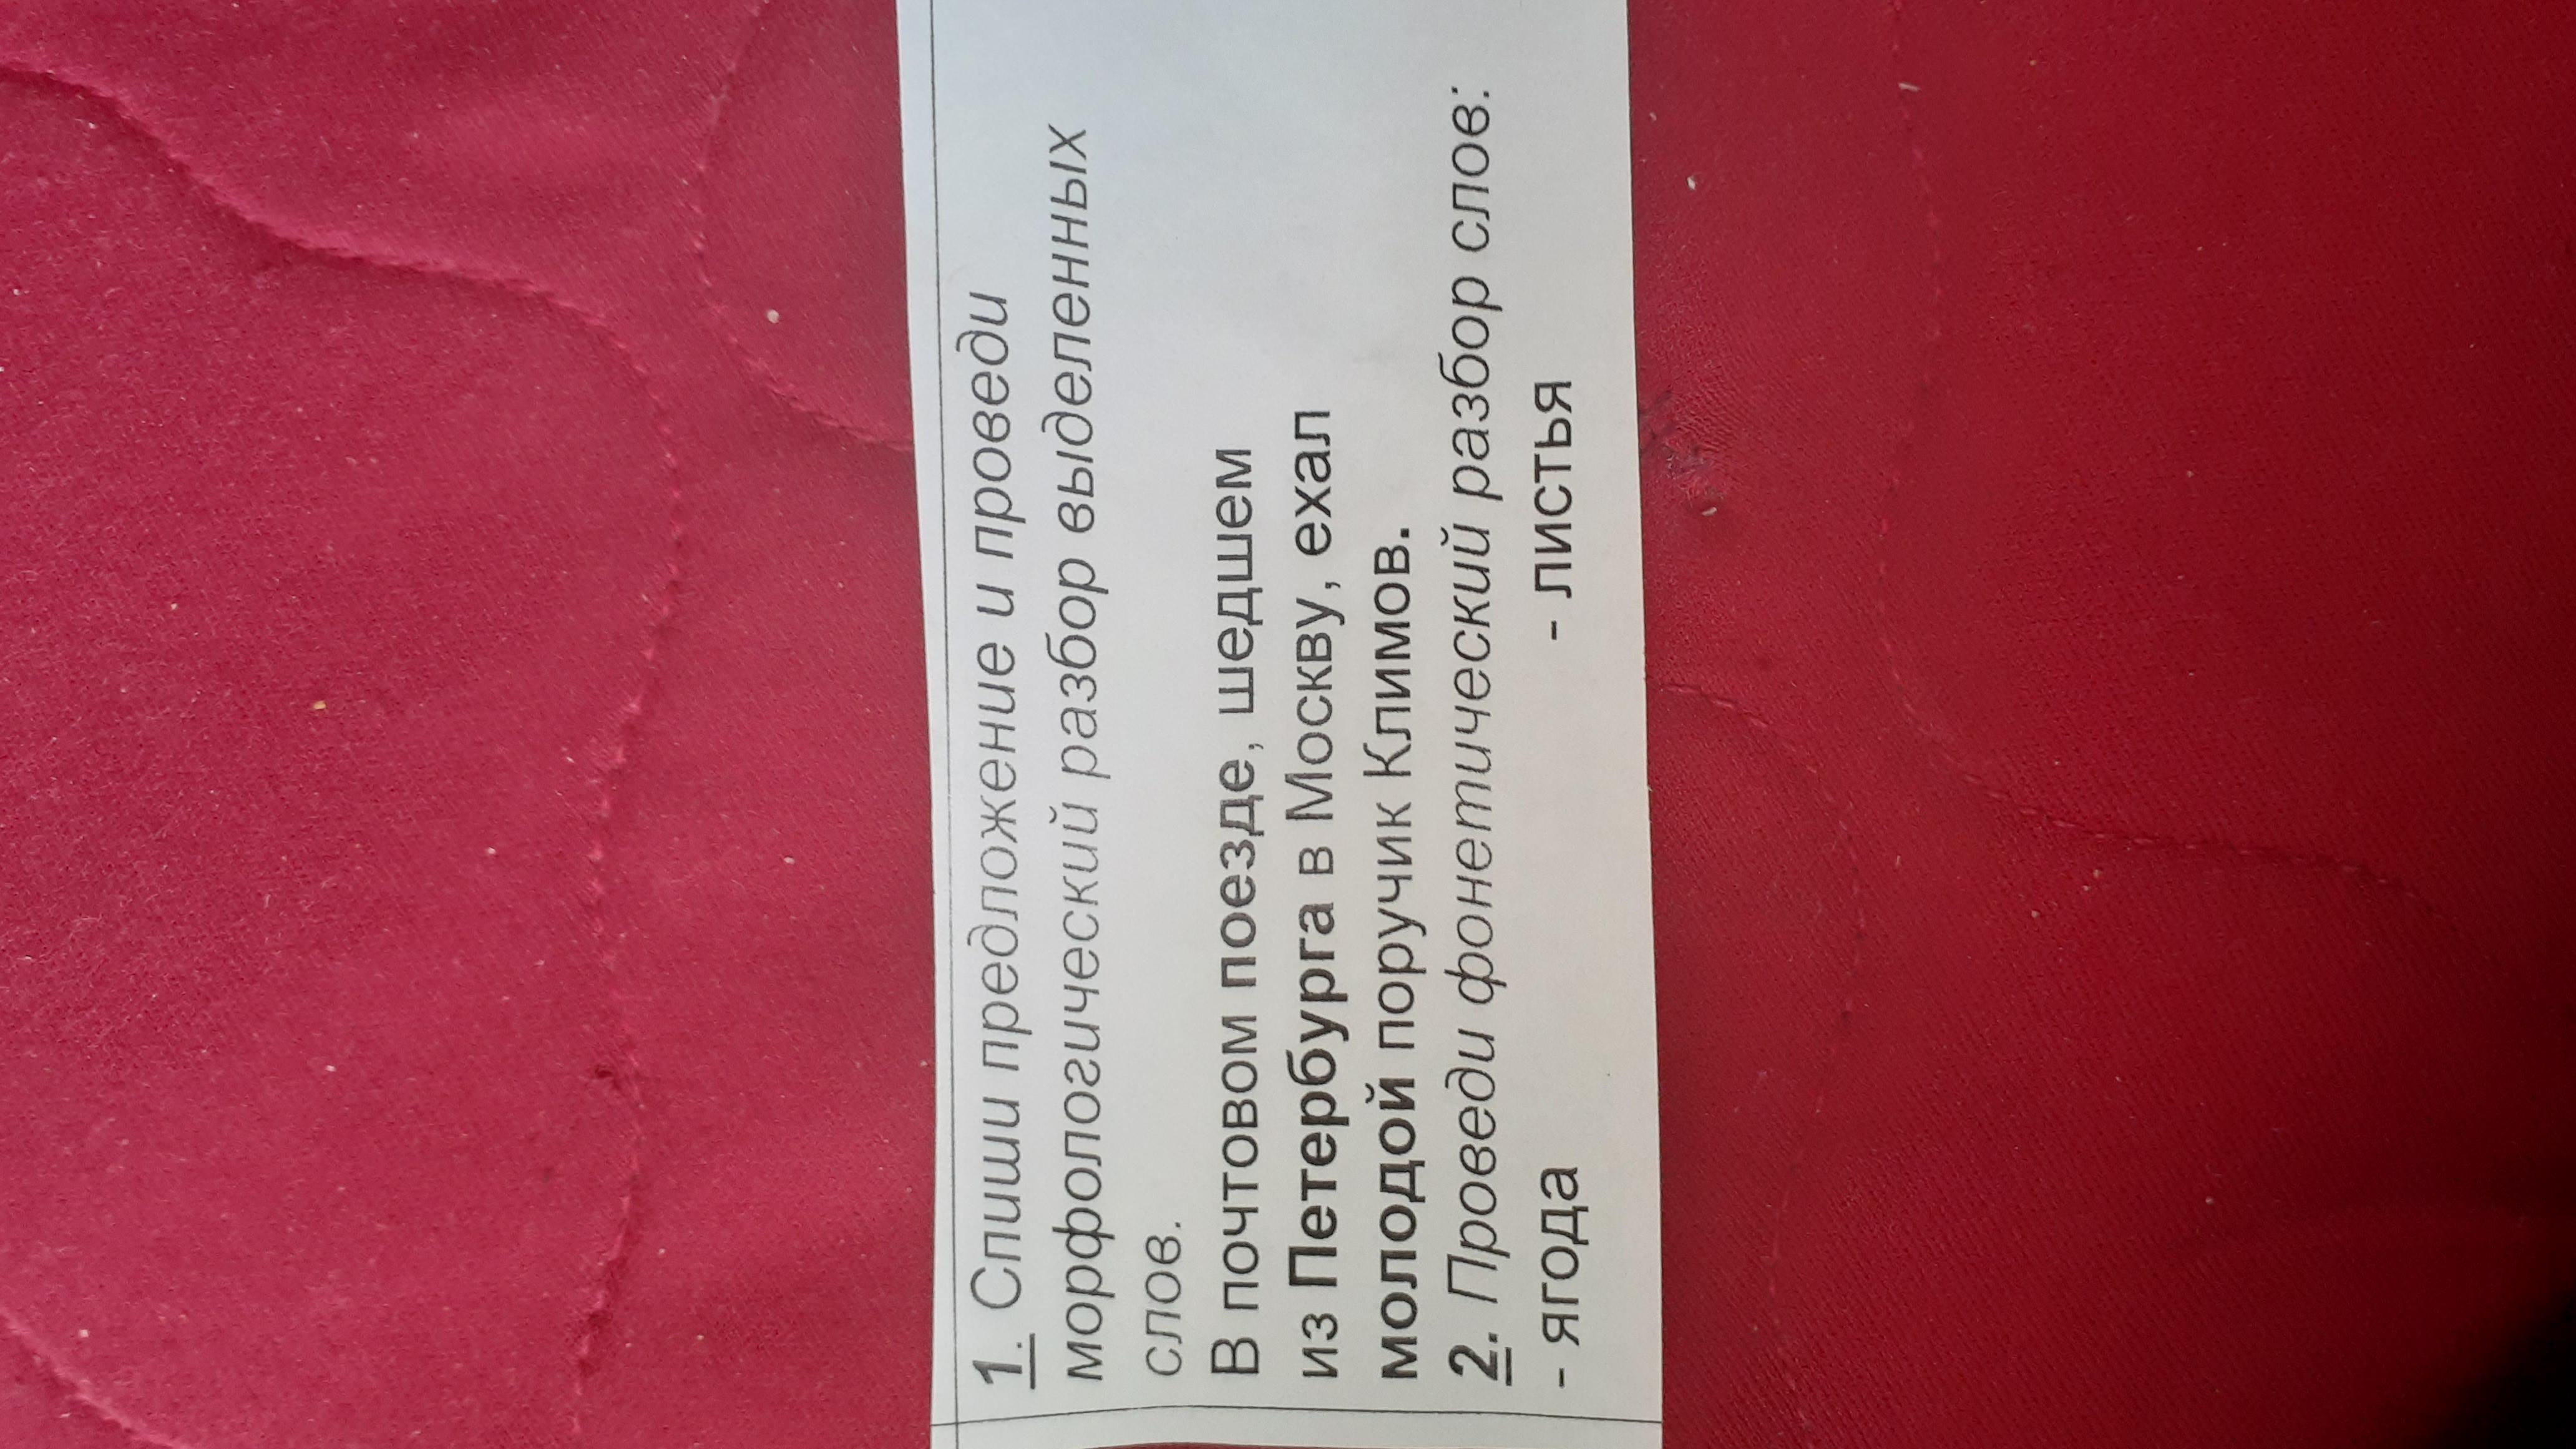 1. Спиши предложение и проведи
морфологический разбор выделенных
слов.
В почтовом поезде, шедшем
из Петербурга в Москву, ехал
молодой поручик Климов.
2. Проведи фонетический разбор слов:
- ягода - листья